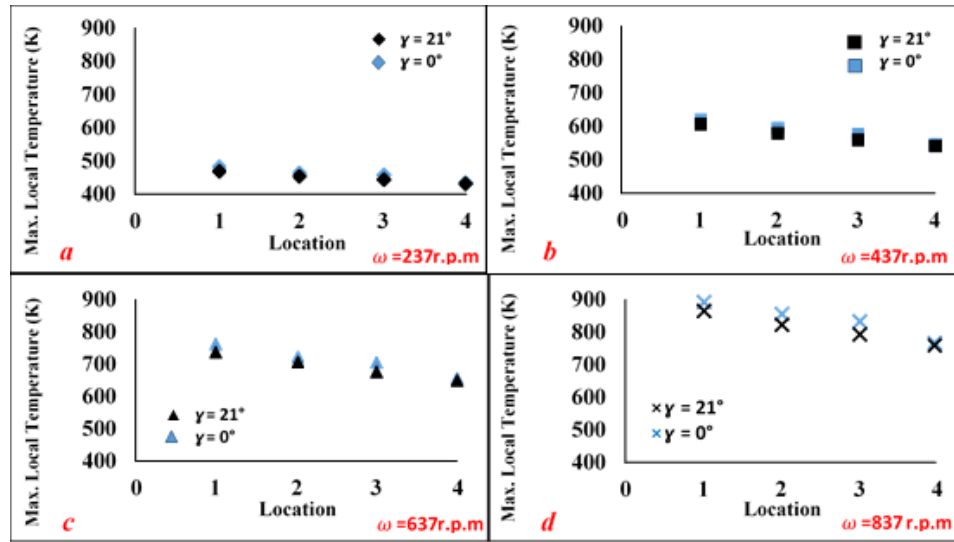 Max. Local Temperature (K)
900
800
700
600
500
400
γ = 21°
γ = 0°
0 1 2 3 4
Location
a
ω =237r.p.m
Max. Local Temperature (K)
900
800
700
600
500
400
γ = 21°
γ = 0°
0 1 2 3 4
Location
b
ω =437r.p.m
Max. Local Temperature (K)
900
800
700
600
500
400
γ = 21°
γ = 0°
0 1 2 3 4
Location
c
ω =637r.p.m
Max. Local Temperature (K)
900
800
700
600
500
400
γ = 21°
γ = 0°
0 1 2 3 4
Location
d
ω =837 r.p.m